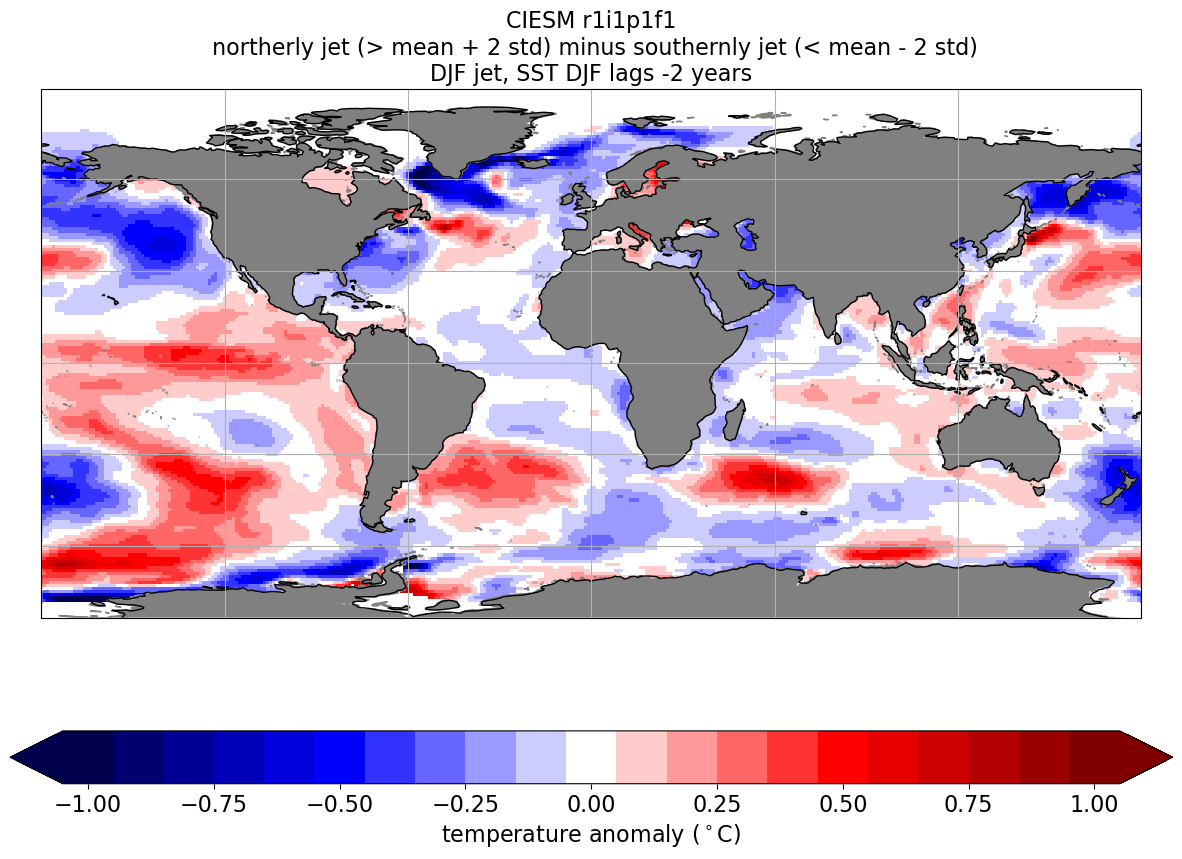 CIESM r1i1p1f1
northerly jet (> mean + 2 std) minus southernly jet (< mean - 2 std)
DJF jet, SST DJF lags -2 years
−1.00 −0.75 −0.50 −0.25 0.00 0.25 0.50 0.75 1.00
temperature anomaly (°C)